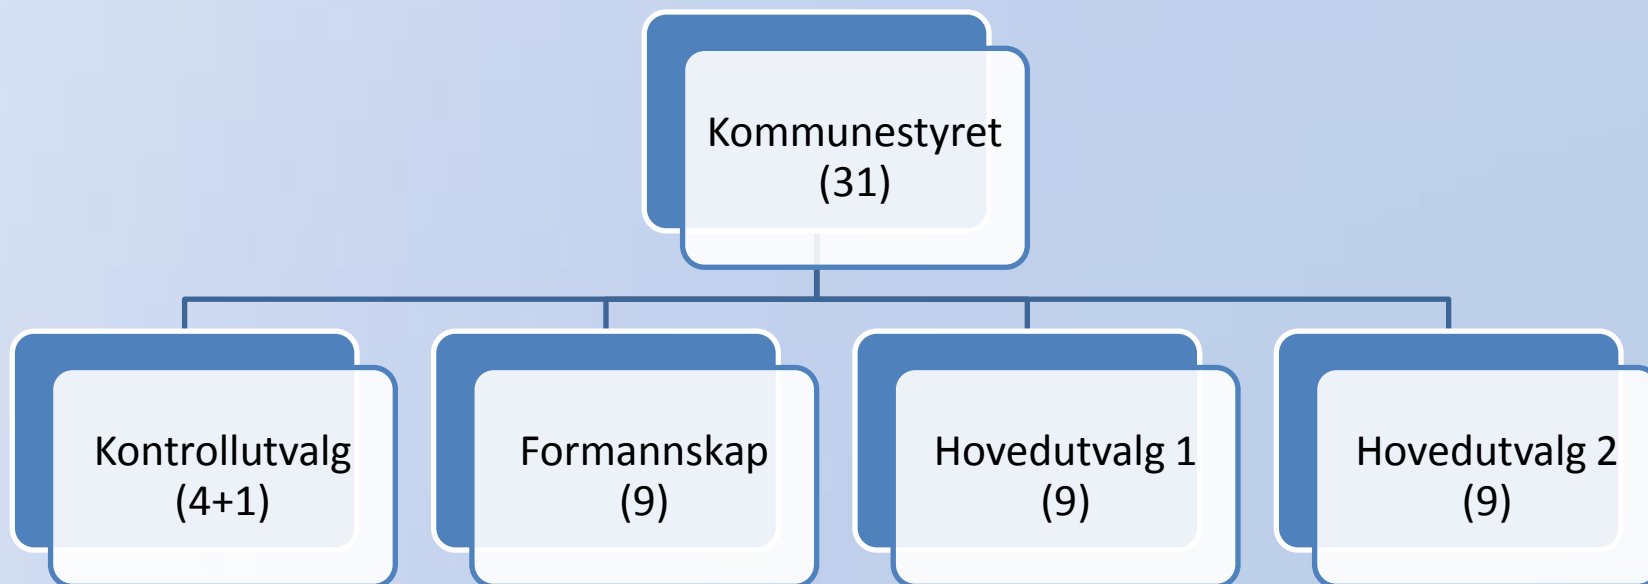 Kommunestyret
(31)
Kontrollutvalg
(4+1)
Formannskap
(9)
Hovedutvalg 1
(9)
Hovedutvalg 2
(9)